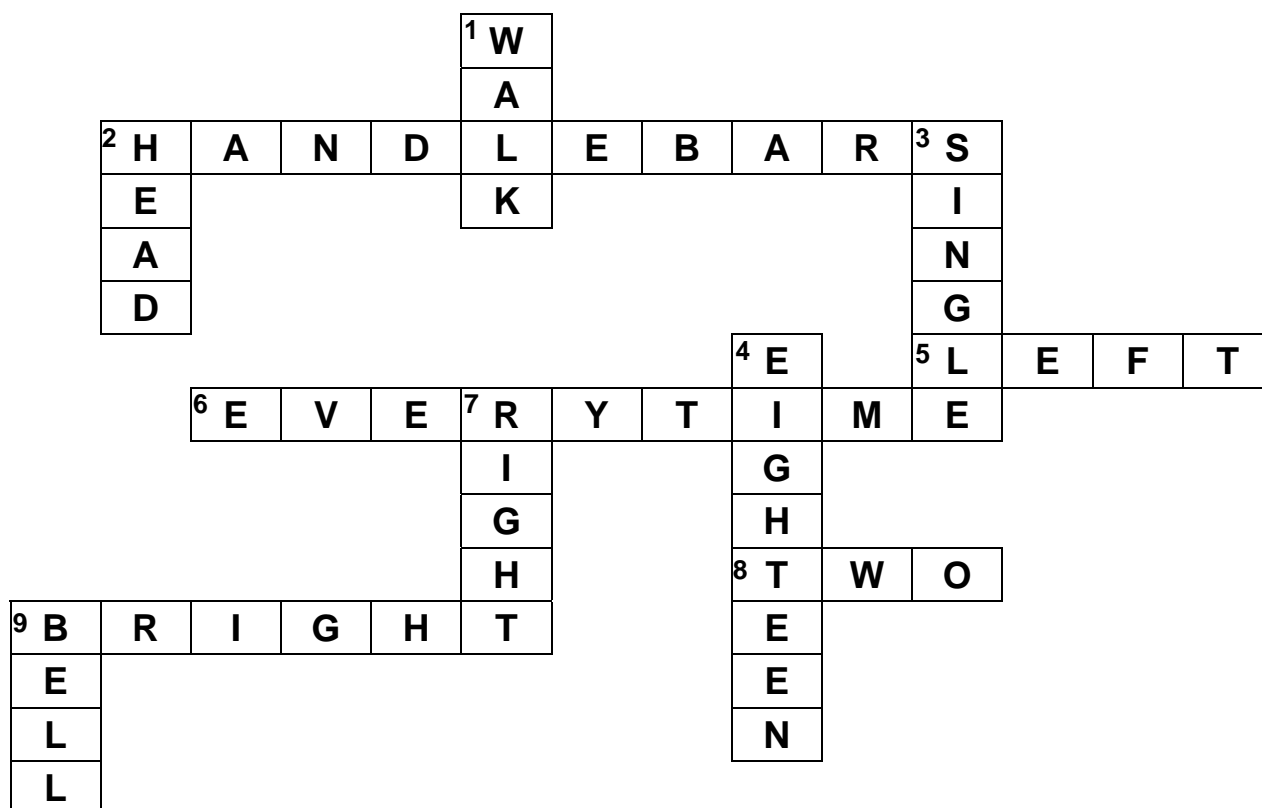 1 W
A
2 H A N D L E B A R 3 S
E K I
A N
D G
4 E 5 L E F T
6 E V E 7 R Y T I M E
I G
G H
H 8 T W O
9 B R I G H T E
E E
L N
L